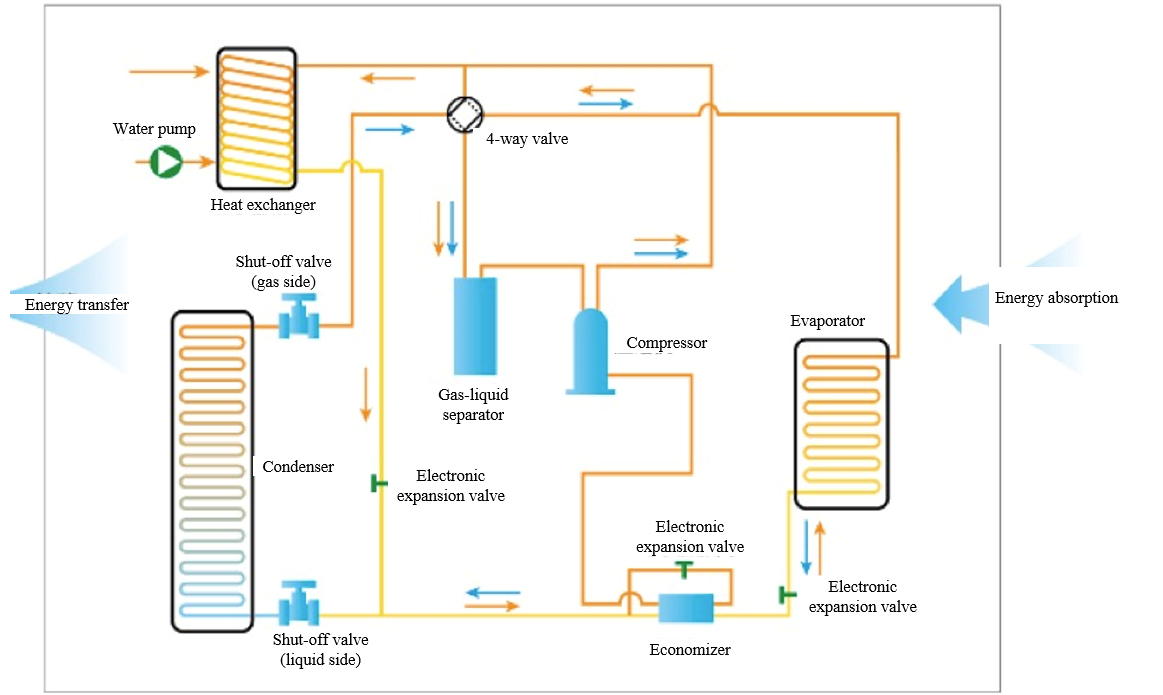 Water pump
4-way valve
Heat exchanger
Shut-off valve
(gas side)
Energy transfer
Energy absorption
Evaporator
Compressor
Gas-liquid
separator
Condenser
Electronic
expansion valve
Electronic
expansion valve
Electronic
expansion valve
Shut-off valve
(liquid side)
Economizer